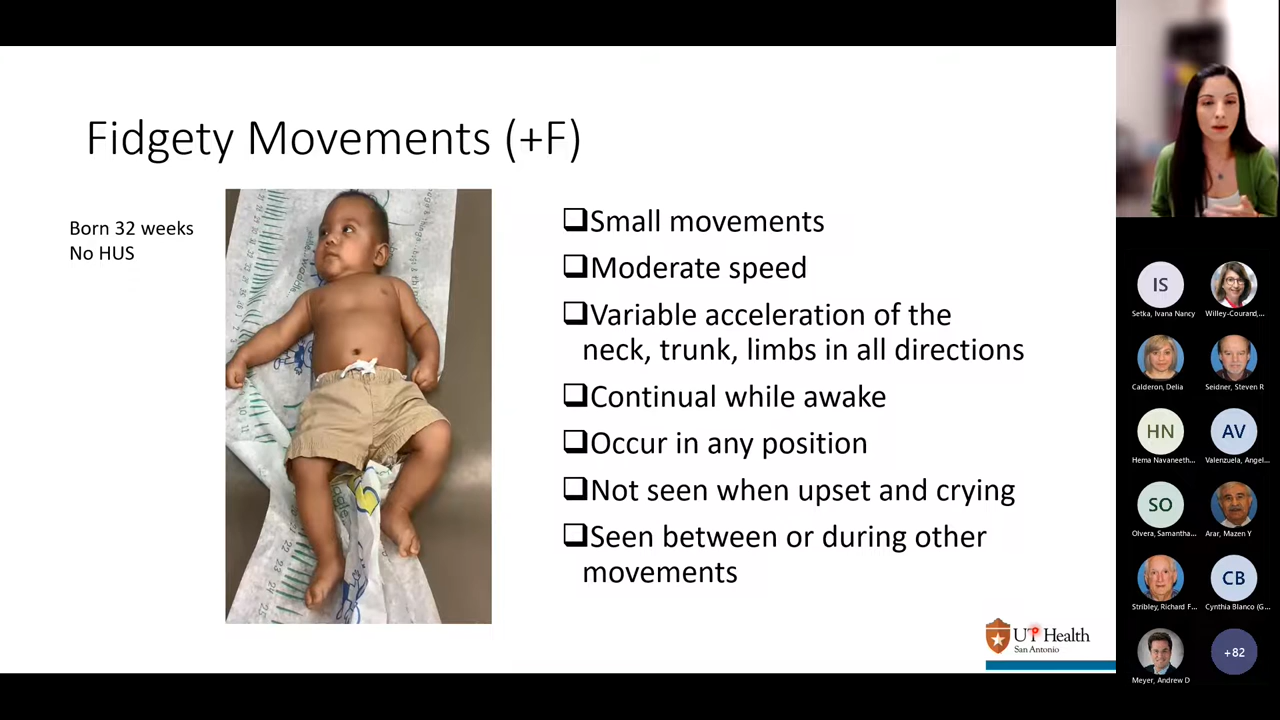 Fidgety Movements (+F)
Born 32 weeks
No HUS
❑Small movements
❑Moderate speed
❑Variable acceleration of the
neck, trunk, limbs in all directions
❑Continual while awake
❑Occur in any position
❑Not seen when upset and crying
❑Seen between or during other
movements
UT Health
San Antonio
IS
Setka, Ivana Nancy
Willey-Courand,...
Calderon, Delia
Seidner, Steven R
HN
Hema Navaneeth...
AV
Valenzuela, Angel...
SO
Olvera, Samantha...
Arar, Mazen Y
Stribley, Richard F...
CB
Cynthia Blanco (G...
Meyer, Andrew D
+82